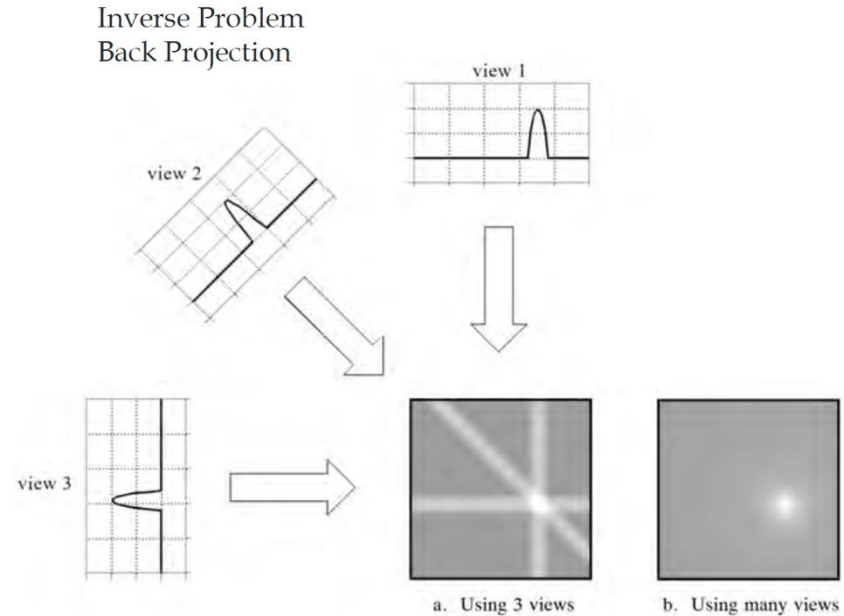 Inverse Problem
Back Projection
view 1
view 2
view 3
a. Using 3 views
b. Using many views